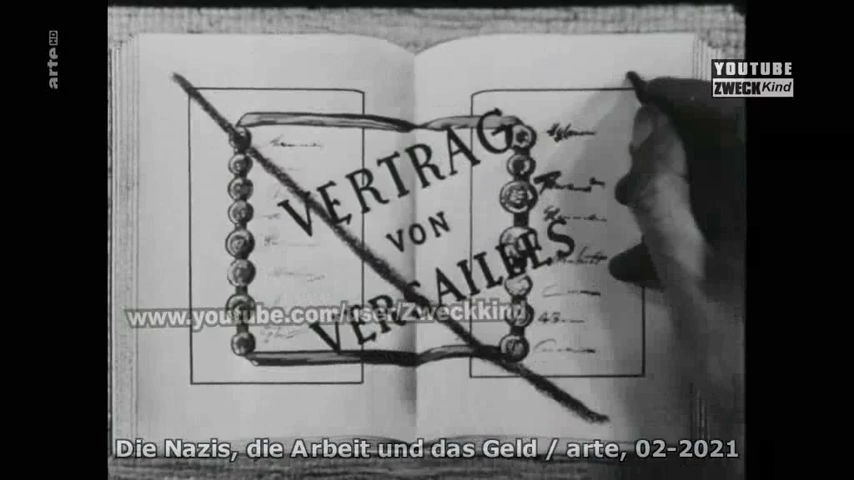 arte HD
YOUTUBE
ZWECKKind
VERTRAG
VON
VERSAILLES
www.youtube.com/user/Zweckkind
Die Nazis, die Arbeit und das Geld / arte, 02-2021